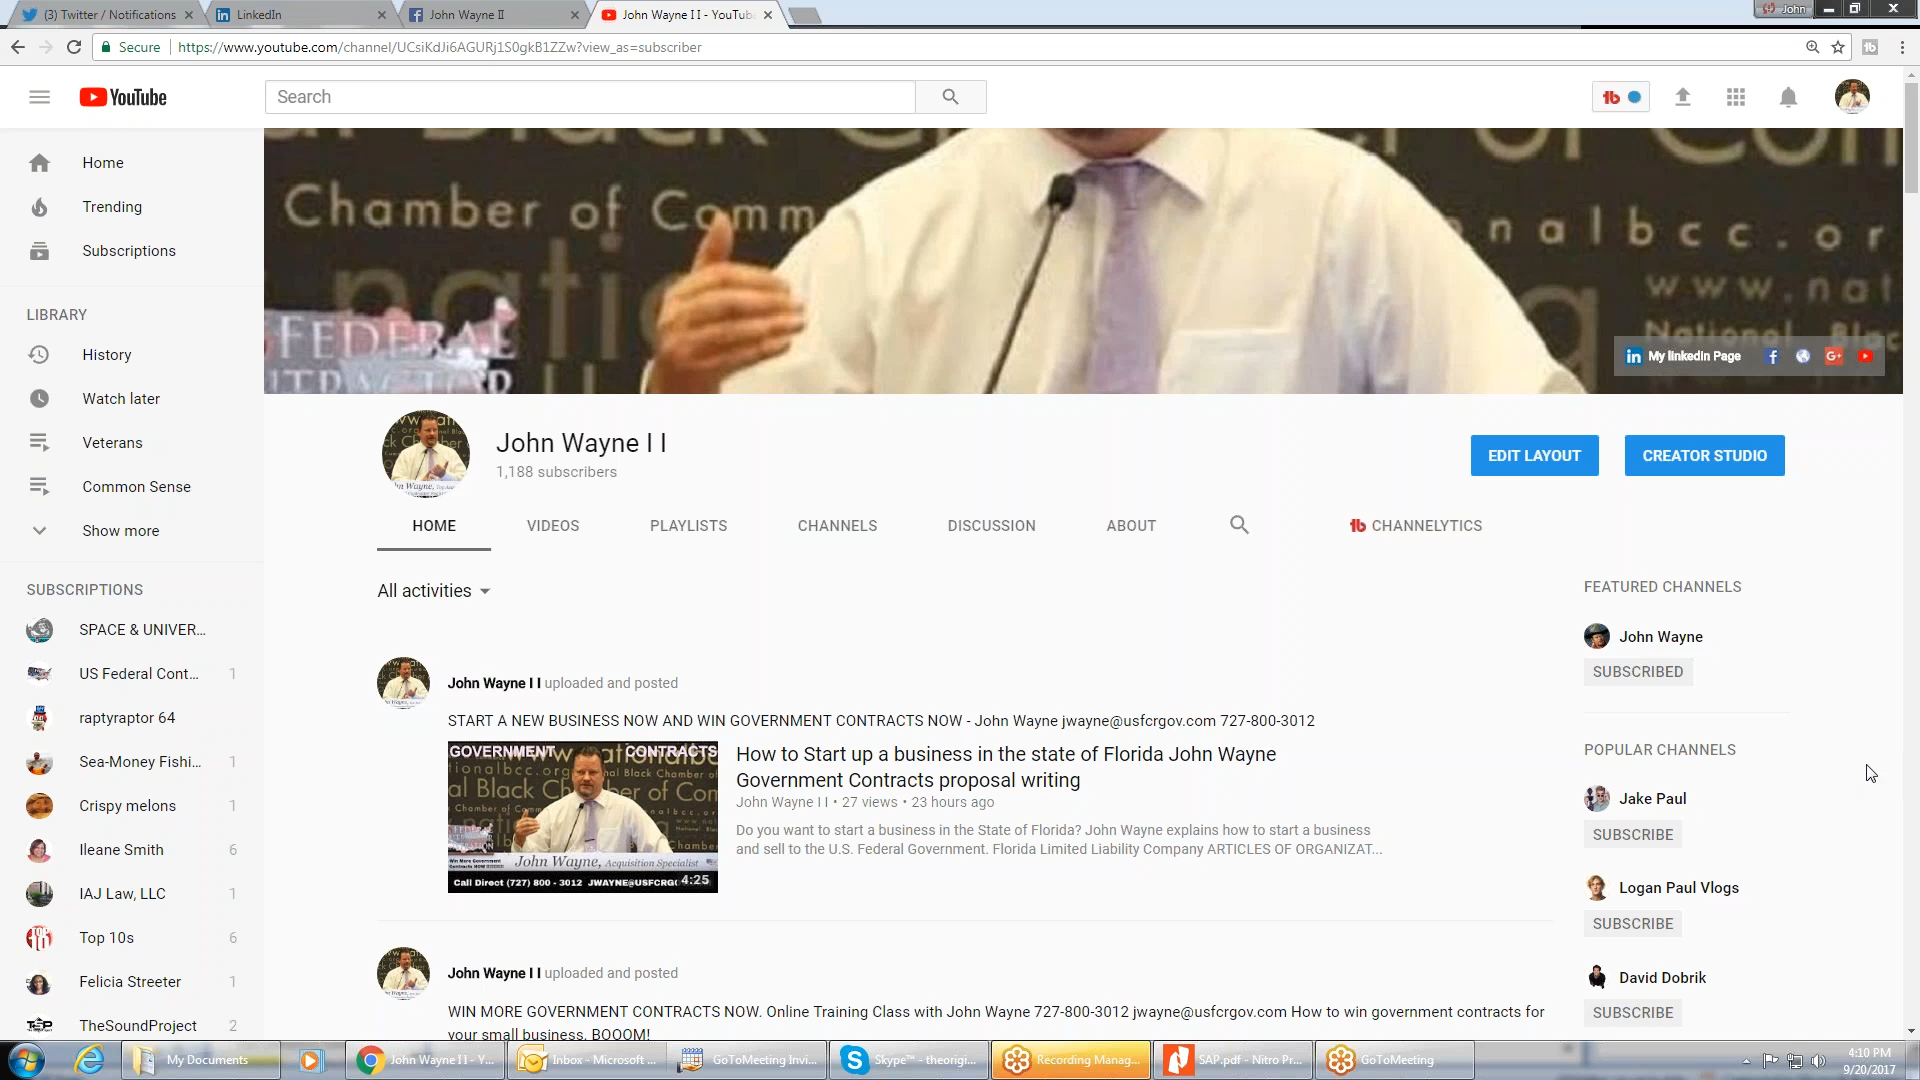 (3) Twitter / Notifications
LinkedIn
John Wayne II
John Wayne I I - YouTub
John
Secure
https://www.youtube.com/channel/UCsiKdJi6AGURj1S0gkB1ZZw?view_as=subscriber
YouTube
Search
Home
Trending
Subscriptions
LIBRARY
History
Watch later
Veterans
Common Sense
Show more
SUBSCRIPTIONS
SPACE & UNIVER...
US Federal Cont... 1
raptyraptor 64
Sea-Money Fishi... 1
Crispy melons 1
Ileane Smith 6
IAJ Law, LLC 1
Top 10s 6
Felicia Streeter 1
TheSoundProject 2
Chamber of Comm
nalbcc.or
www.nat
National Black
FEDERAL
My linkedin Page
John Wayne I I
1,188 subscribers
EDIT LAYOUT
CREATOR STUDIO
HOME
VIDEOS
PLAYLISTS
CHANNELS
DISCUSSION
ABOUT
CHANNELYTICS
All activities
John Wayne I I uploaded and posted
START A NEW BUSINESS NOW AND WIN GOVERNMENT CONTRACTS NOW - John Wayne jwayne@usfcrgov.com 727-800-3012
GOVERNMENT CONTRACTS
John Wayne, Acquisition Specialist
Call Direct (727) 800 - 3012 JWAYNE@USFCRG
4:25
How to Start up a business in the state of Florida John Wayne
Government Contracts proposal writing
John Wayne I I • 27 views • 23 hours ago
Do you want to start a business in the State of Florida? John Wayne explains how to start a business
and sell to the U.S. Federal Government. Florida Limited Liability Company ARTICLES OF ORGANIZAT...
John Wayne I I uploaded and posted
WIN MORE GOVERNMENT CONTRACTS NOW. Online Training Class with John Wayne 727-800-3012 jwayne@usfcrgov.com How to win government contracts for
your small business. BOOOM!
FEATURED CHANNELS
John Wayne
SUBSCRIBED
POPULAR CHANNELS
Jake Paul
SUBSCRIBE
Logan Paul Vlogs
SUBSCRIBE
David Dobrik
SUBSCRIBE
My Documents
John Wayne I I - Y...
Inbox - Microsoft ...
GoToMeeting Invi...
Skype™ - theorigi...
Recording Manag...
SAP.pdf - Nitro Pr...
GoToMeeting
4:10 PM
9/20/2017